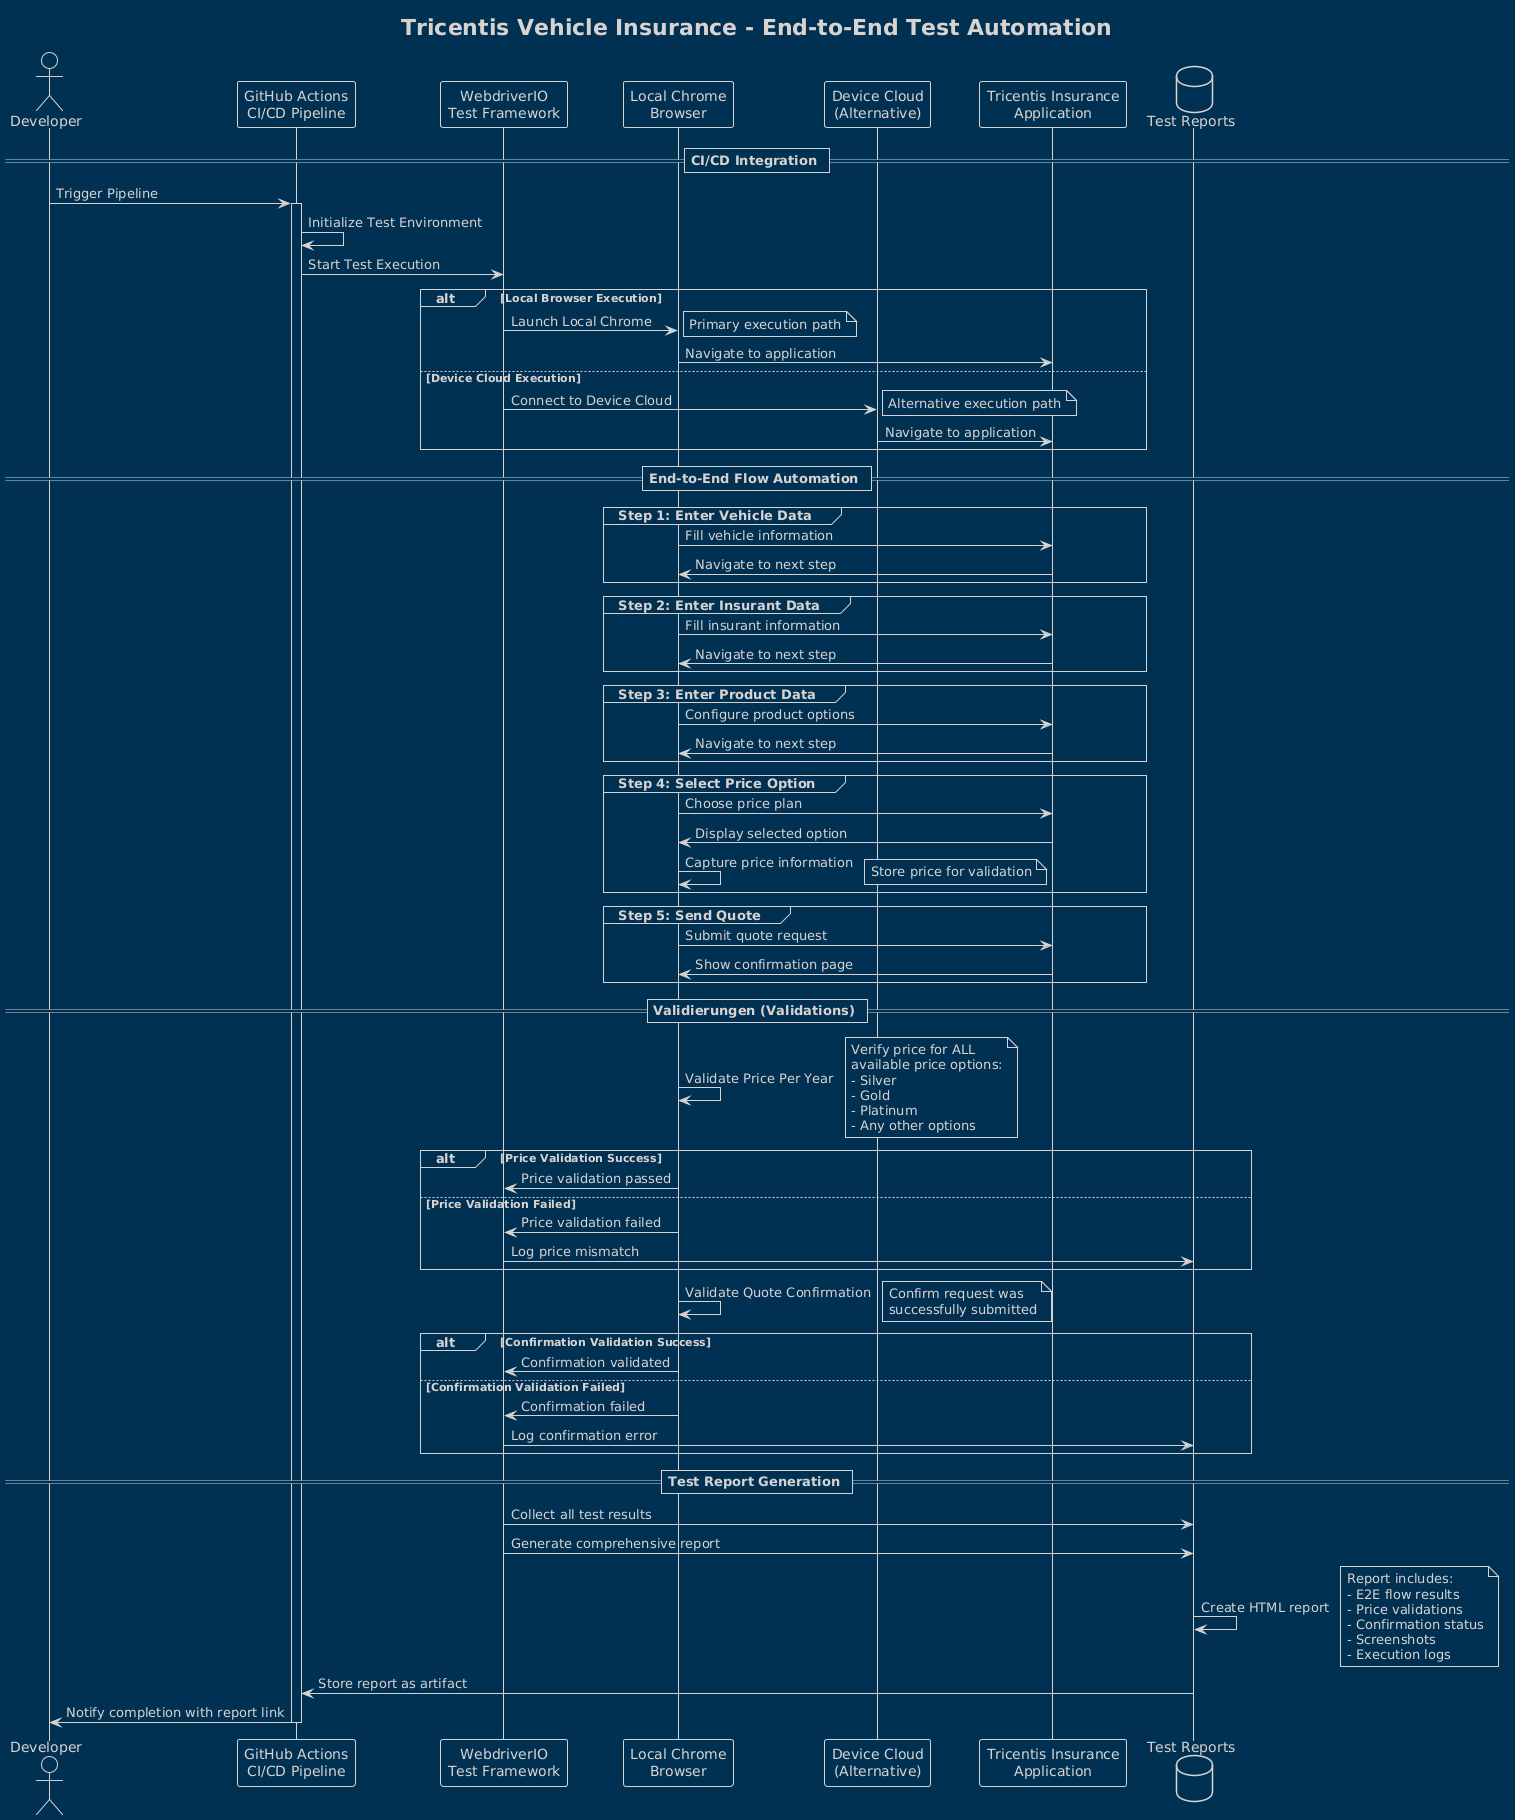 Tricentis Vehicle Insurance - End-to-End Test Automation
Developer
GitHub Actions
CI/CD Pipeline
WebdriverIO
Test Framework
Local Chrome
Browser
Device Cloud
(Alternative)
Tricentis Insurance
Application
Test Reports
CI/CD Integration
Trigger Pipeline
Initialize Test Environment
Start Test Execution
alt
[Local Browser Execution]
Launch Local Chrome
Primary execution path
Navigate to application
[Device Cloud Execution]
Connect to Device Cloud
Alternative execution path
Navigate to application
End-to-End Flow Automation
Step 1: Enter Vehicle Data
Fill vehicle information
Navigate to next step
Step 2: Enter Insurant Data
Fill insurant information
Navigate to next step
Step 3: Enter Product Data
Configure product options
Navigate to next step
Step 4: Select Price Option
Choose price plan
Display selected option
Capture price information
Store price for validation
Step 5: Send Quote
Submit quote request
Show confirmation page
Validierungen (Validations)
Validate Price Per Year
Verify price for ALL
available price options:
- Silver
- Gold
- Platinum
- Any other options
alt
[Price Validation Success]
Price validation passed
[Price Validation Failed]
Price validation failed
Log price mismatch
Validate Quote Confirmation
Confirm request was
successfully submitted
alt
[Confirmation Validation Success]
Confirmation validated
[Confirmation Validation Failed]
Confirmation failed
Log confirmation error
Test Report Generation
Collect all test results
Generate comprehensive report
Create HTML report
Report includes:
- E2E flow results
- Price validations
- Confirmation status
- Screenshots
- Execution logs
Store report as artifact
Notify completion with report link
Developer
GitHub Actions
CI/CD Pipeline
WebdriverIO
Test Framework
Local Chrome
Browser
Device Cloud
(Alternative)
Tricentis Insurance
Application
Test Reports